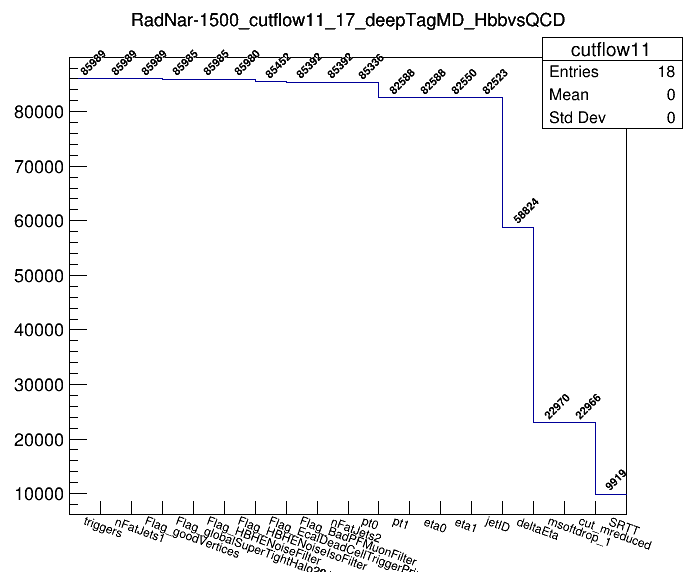 RadNar-1500_cutflow11_17_deepTagMD_HbbvsQCD
cutflow11
Entries 18
Mean 0
Std Dev 0
85989
85989
85989
85985
85985
85980
85452
85392
85392
85336
82588
82588
82550
82523
58824
22970
22966
9919
80000
70000
60000
50000
40000
30000
20000
10000
triggers
nFatJets1
Flag_goodVertices
Flag_globalSuperTightHalo
Flag_HBHENoiseFilter
Flag_HBHENoiseIsoFilter
Flag_EcalDeadCellTriggerPri
Flag_BadPFMuonFilter
nFatJets2
pt0
pt1
eta0
eta1
jetID
deltaEta
msoftdrop_1
cut_mreduced
SRTT